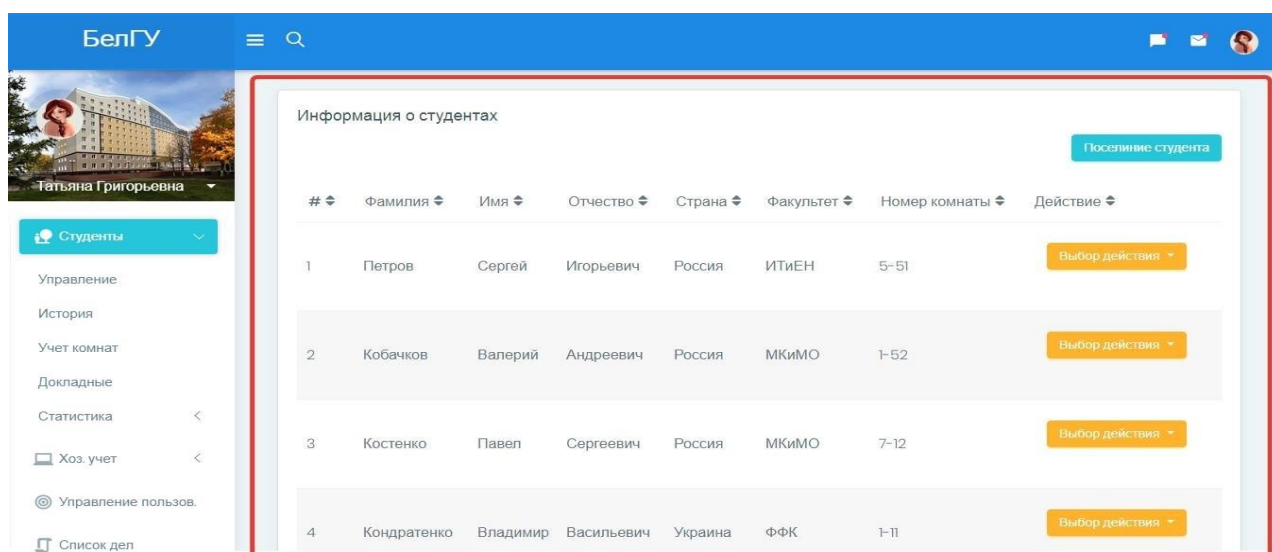 БелГУ
Татьяна Григорьевна
Студенты
Управление
История
Учет комнат
Докладные
Статистика
Хоз. учет
Управление пользов.
Список дел
Информация о студентах
Поселиние студента
# Фамилия Имя Отчество Страна Факультет Номер комнаты Действие
1 Петров Сергей Игорьевич Россия ИТиЕН 5-51 Выбор действия
2 Кобачков Валерий Андреевич Россия МКиМО 1-52 Выбор действия
3 Костенко Павел Сергеевич Россия МКиМО 7-12 Выбор действия
4 Кондратенко Владимир Васильевич Украина ФФК 1-11 Выбор действия